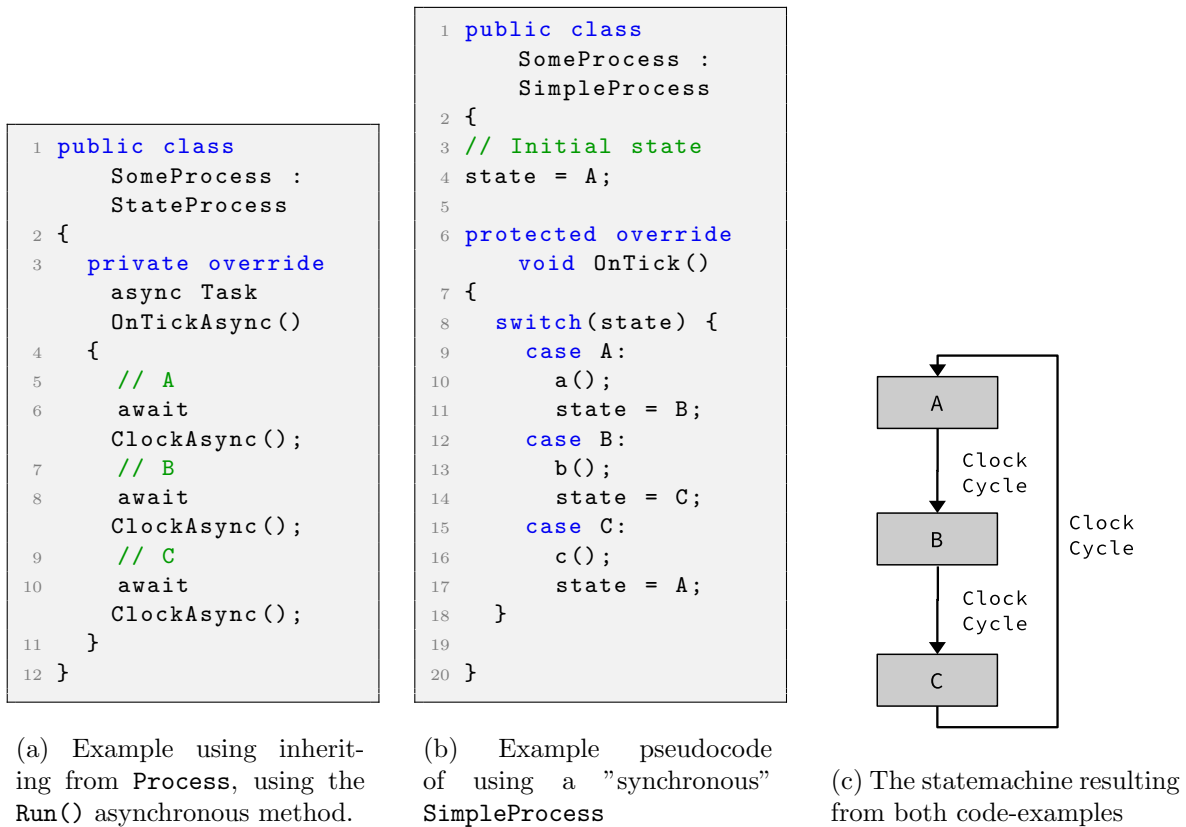 1 public class
SomeProcess :
StateProcess
2 {
3 private override
async Task
OnTickAsync()
4 {
5 // A
6 await
ClockAsync();
7 // B
8 await
ClockAsync();
9 // C
10 await
ClockAsync();
11 }
12 }
(a) Example using inherit-
ing from Process, using the
Run() asynchronous method.
1 public class
SomeProcess :
SimpleProcess
2 {
3 // Initial state
4 state = A;
5
6 protected override
void OnTick()
7 {
8 switch(state) {
9 case A:
10 a();
11 state = B;
12 case B:
13 b();
14 state = C;
15 case C:
16 c();
17 state = A;
18 }
19
20 }
(b) Example pseudocode
of using a ”synchronous”
SimpleProcess
A
Clock
Cycle
B
Clock
Cycle
C
Clock
Cycle
(c) The statemachine resulting
from both code-examples